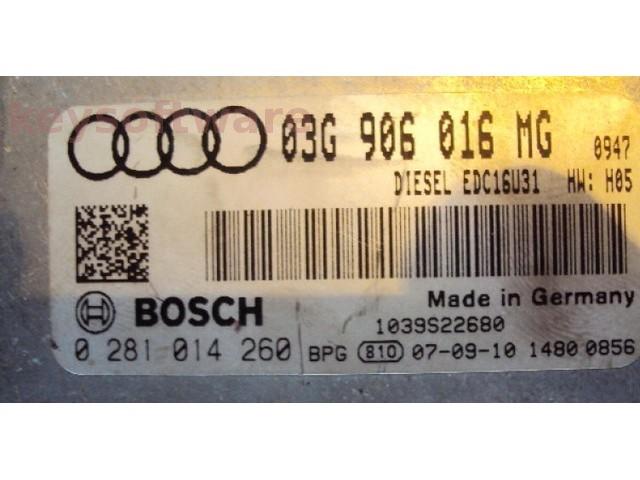 keysoftware
03G 906 016 MG 0947
DIESEL EDC16U31 HW: H05
BOSCH
Made in Germany
1039S22680
0 281 014 260 BPG 810 07-09-10 1480 0856